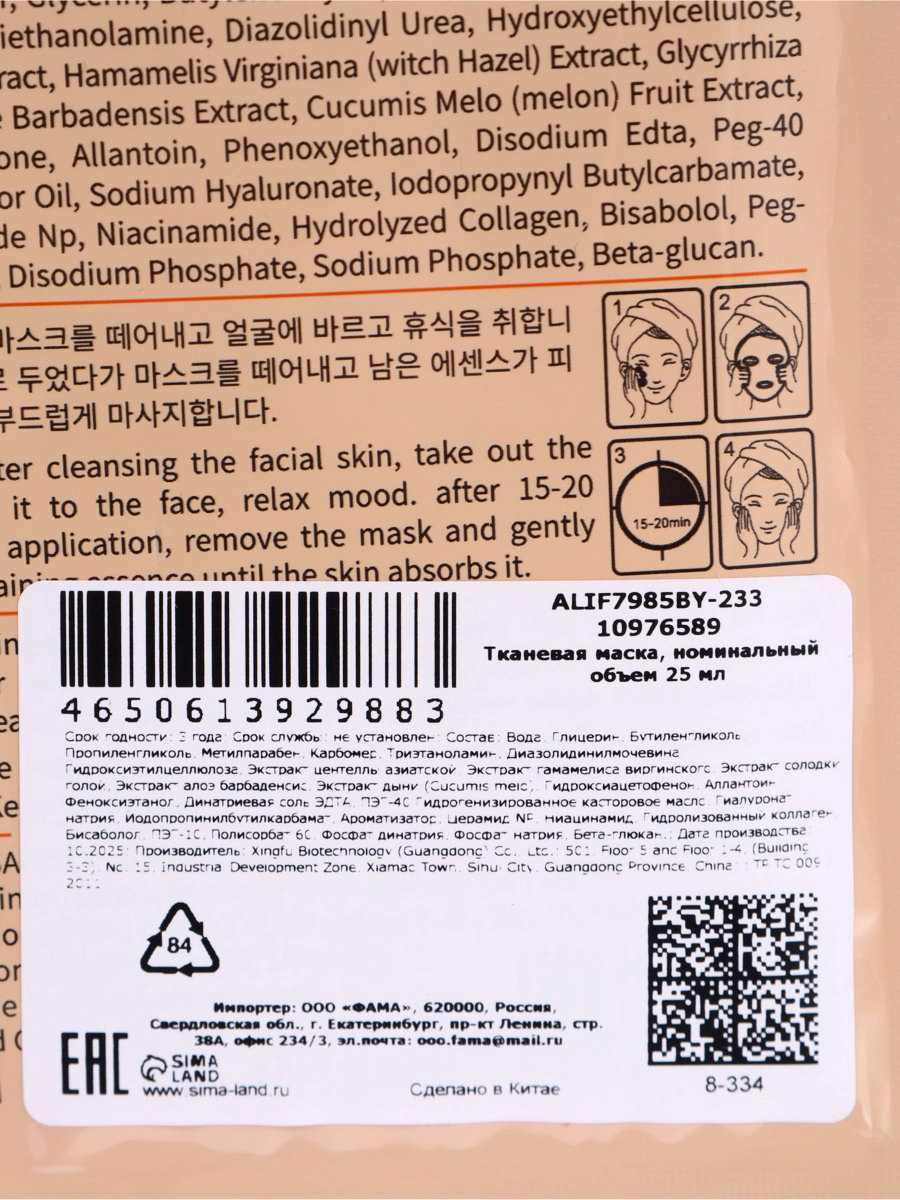 iethanolamine, Diazolidinyl Urea, Hydroxyethylcellulose,
ract, Hamamelis Virginiana (witch Hazel) Extract, Glycyrrhiza
Barbadensis Extract, Cucumis Melo (melon) Fruit Extract,
one, Allantoin, Phenoxyethanol, Disodium Edta, Peg-40
or Oil, Sodium Hyaluronate, Iodopropynyl Butylcarbamate,
de Np, Niacinamide, Hydrolyzed Collagen, Bisabolol, Peg-
, Disodium Phosphate, Sodium Phosphate, Beta-glucan.
마스크를 떼어내고 얼굴에 바르고 휴식을 취합니
두었다가 마스크를 떼어내고 남은 에센스가 피
부드럽게 마사지합니다.
1
2
3
15-20min
4
ter cleansing the facial skin, take out the
it to the face, relax mood. after 15-20
application, remove the mask and gently
essence until the skin absorbs it.
ALIF7985BY-233
10976589
Тканевая маска, номинальный
объем 25 мл
4650613929883
Срок годности: 3 года: Срок службы: не установлен: Состав: Вода, Глицерин, Бутиленгликоль,
Пропиленгликоль, Метилпарабен, Карбомер, Триэтаноламин, Диазолидинилмочевина
Гидроксиэтилцеллюлоза, Экстракт центеллы азиатской, Экстракт гамамелиса виргинского, Экстракт солодки
голой, Экстракт алоэ барбаденсис, Экстракт дыни (Cucumis melo), Гидроксиацетофенон, Аллантоин
Феноксиэтанол, Динатриевая соль ЭДТА, ПЭГ-40 Гидрогенизированное касторовое масло, Гиалуронат
натрия, Йодопропинилбутилкарбамат, Ароматизатор, Церамид NP, ниацинамид, Гидролизованный коллаген
Бисаболол, ПЭГ-10, Полисорбат 60, Фосфат динатрия, Фосфат натрия, Бета-глюкан.: Дата производства:
10.2025: Производитель: Xingfu Biotechnology (Guangdong) Co., Ltd.: 501, Floor 5 and Floor 1-4, (Building
No. 15, Industria Development Zone, Xiamao Town, Sihui City, Guangdong Province, China: : ТР ТС 009
2011
84
Импортер: ООО «ФАМА», 620000, Россия,
Свердловская обл., г. Екатеринбург, пр-кт Ленина, стр.
38А, офис 234/3, эл.почта: ooo.fama@mail.ru
EAC
SIMA
LAND
www.sima-land.ru
Сделано в Китае
8-334